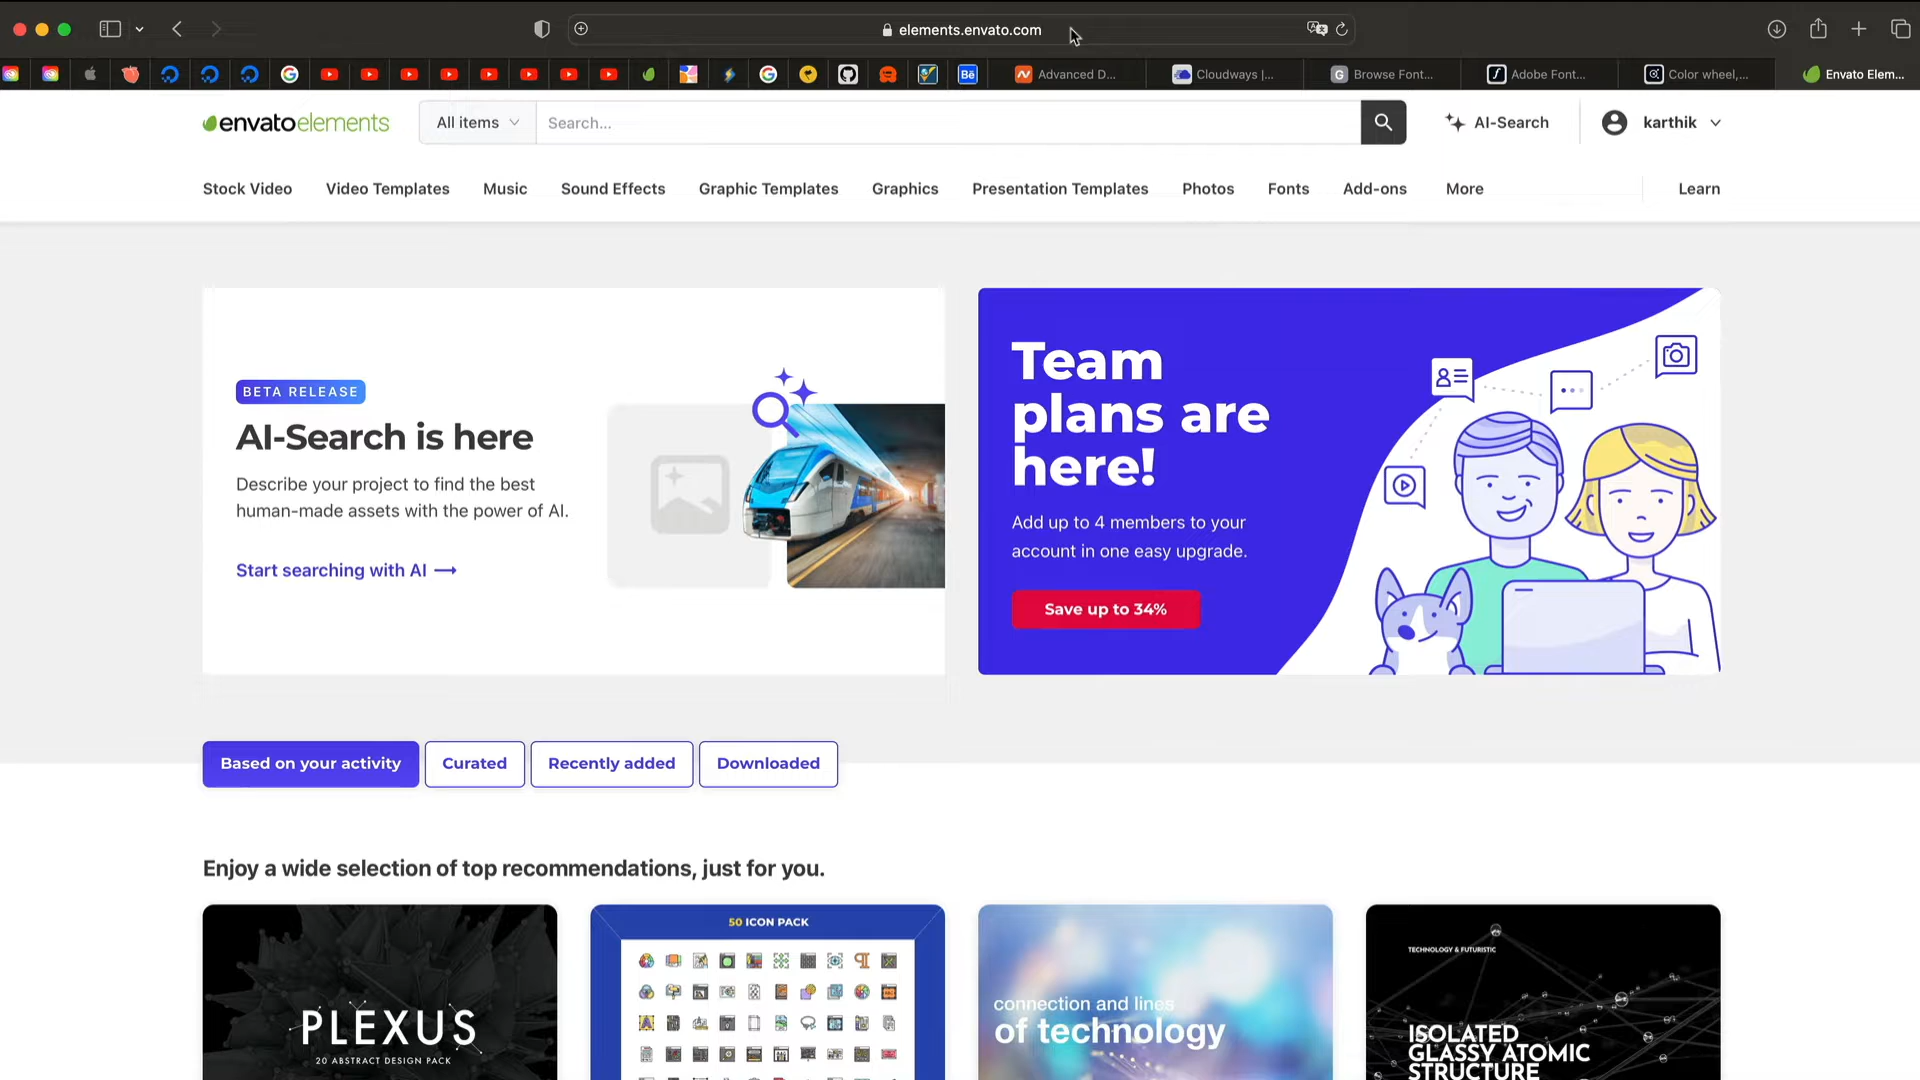 elements.envato.com
Advanced D...
Cloudways |...
Browse Font...
Adobe Font...
Color wheel,...
Envato Elem...
envatoelements
All items
Search...
AI-Search
karthik
Stock Video
Video Templates
Music
Sound Effects
Graphic Templates
Graphics
Presentation Templates
Photos
Fonts
Add-ons
More
Learn
BETA RELEASE
AI-Search is here
Describe your project to find the best
human-made assets with the power of AI.
Start searching with AI
Team
plans are
here!
Add up to 4 members to your
account in one easy upgrade.
Save up to 34%
Based on your activity
Curated
Recently added
Downloaded
Enjoy a wide selection of top recommendations, just for you.
PLEXUS
20 ABSTRACT DESIGN PACK
50 ICON PACK
connection and lines
of technology
TECHNOLOGY & FUTURISTIC
ISOLATED
GLASSY ATOMIC
STRUCTURE